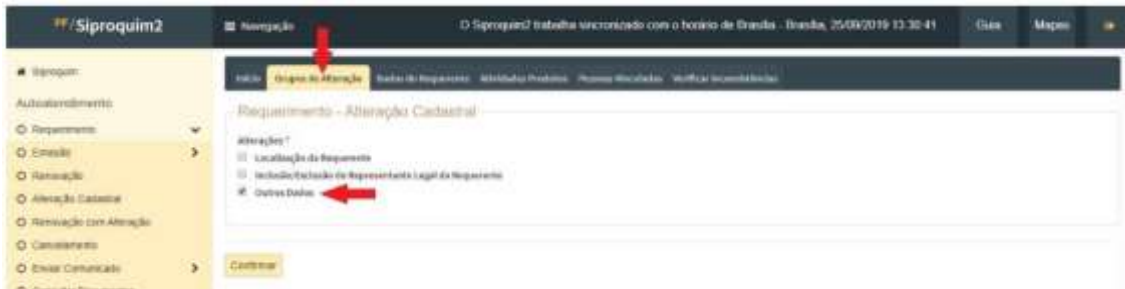 PF/Siproquim2
Navegação
O Siproquim2 trabalha sincronizado com o horário de Brasília - Brasília, 25/09/2019 13:30:41
Guia
Mapas
Siproquim
Autoatendimento
Requerimento
Emissão
Renovação
Alteração Cadastral
Renovação com Alteração
Cancelamento
Enviar Comunicado
Início
Grupos de Alteração
Dados do Requerente
Atividades Produtos
Pessoas Vinculadas
Verificar Inconsistências
Requerimento - Alteração Cadastral
Alterações *
Localização da Requerente
Inclusão/Exclusão de Representante Legal da Requerente
Outros Dados
Confirmar